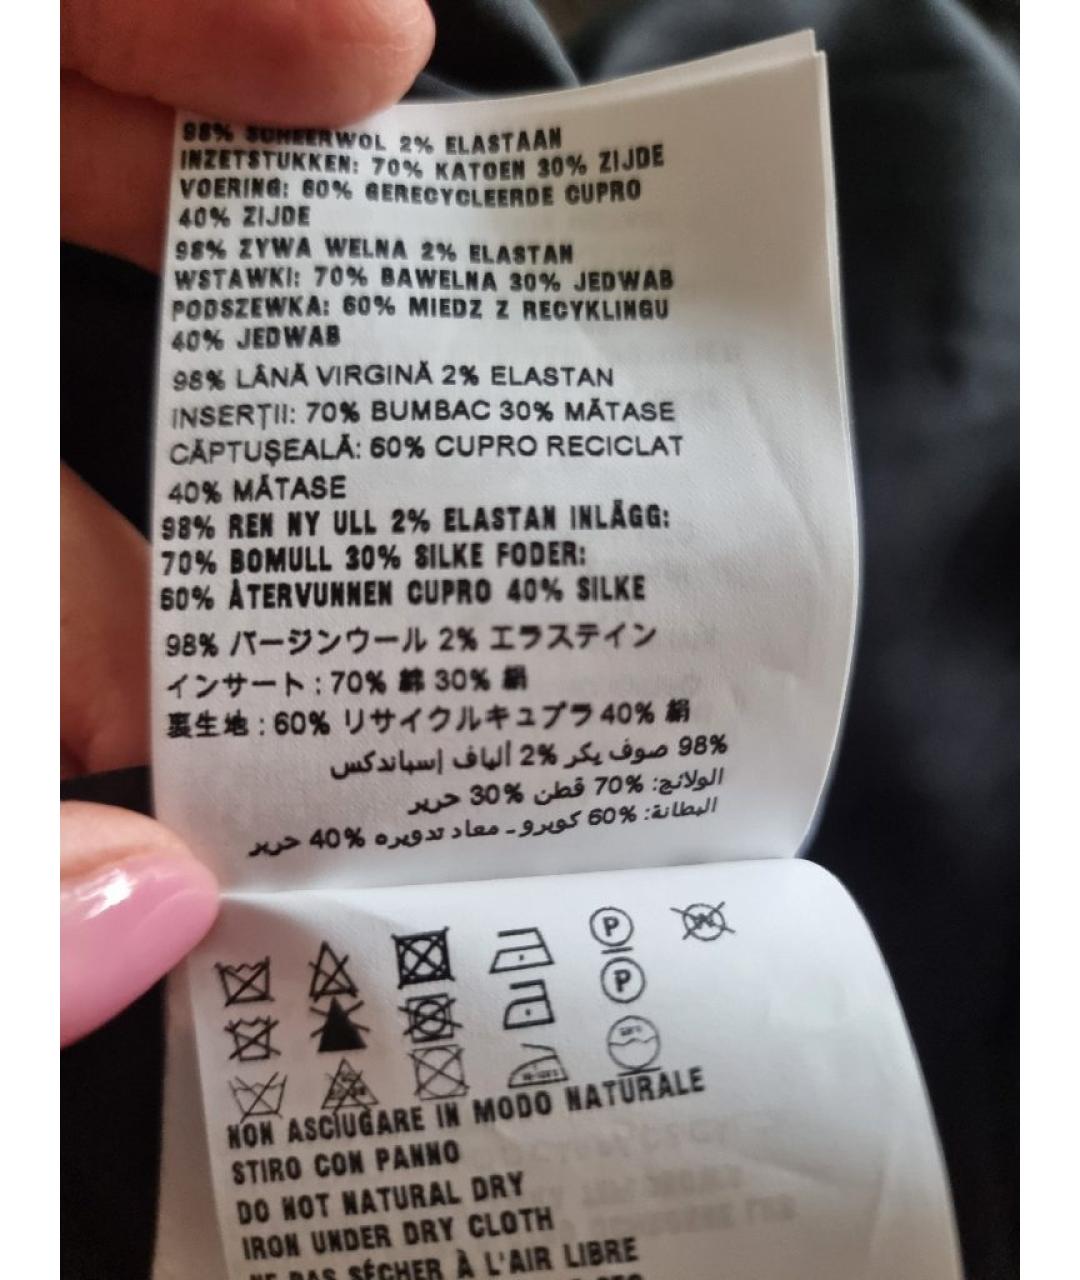 98% SCHEERWOL 2% ELASTAAN
INZETSTUKKEN: 70% KATOEN 30% ZIJDE
VOERING: 60% GERECYCLEERDE CUPRO
40% ZIJDE
98% ZYWA WELNA 2% ELASTAN
WSTAWKI: 70% BAWELNA 30% JEDWAB
PODSZEWKA: 60% MIEDZ Z RECYKLINGU
40% JEDWAB
98% LÂNĂ VIRGINĂ 2% ELASTAN
INSERȚII: 70% BUMBAC 30% MĂTASE
CĂPTUȘEALĂ: 60% CUPRO RECICLAT
40% MĂTASE
98% REN NY ULL 2% ELASTAN INLÄGG:
70% BOMULL 30% SILKE FODER:
60% ÅTERVUNNEN CUPRO 40% SILKE
98% バージンウール 2% エラステイン
インサート : 70% 綿 30% 絹
裏生地 : 60% リサイクルキュプラ 40% 絹
98% صوف بكر 2% ألياف إسباندكس
الولائج: 70% قطن 30% حرير
البطانة: 60% كوبرو - معاد تدويره 40% حرير
P W
P
NON ASCIUGARE IN MODO NATURALE
STIRO CON PANNO
DO NOT NATURAL DRY
IRON UNDER DRY CLOTH
NE PAS SÉCHER À L'AIR LIBRE